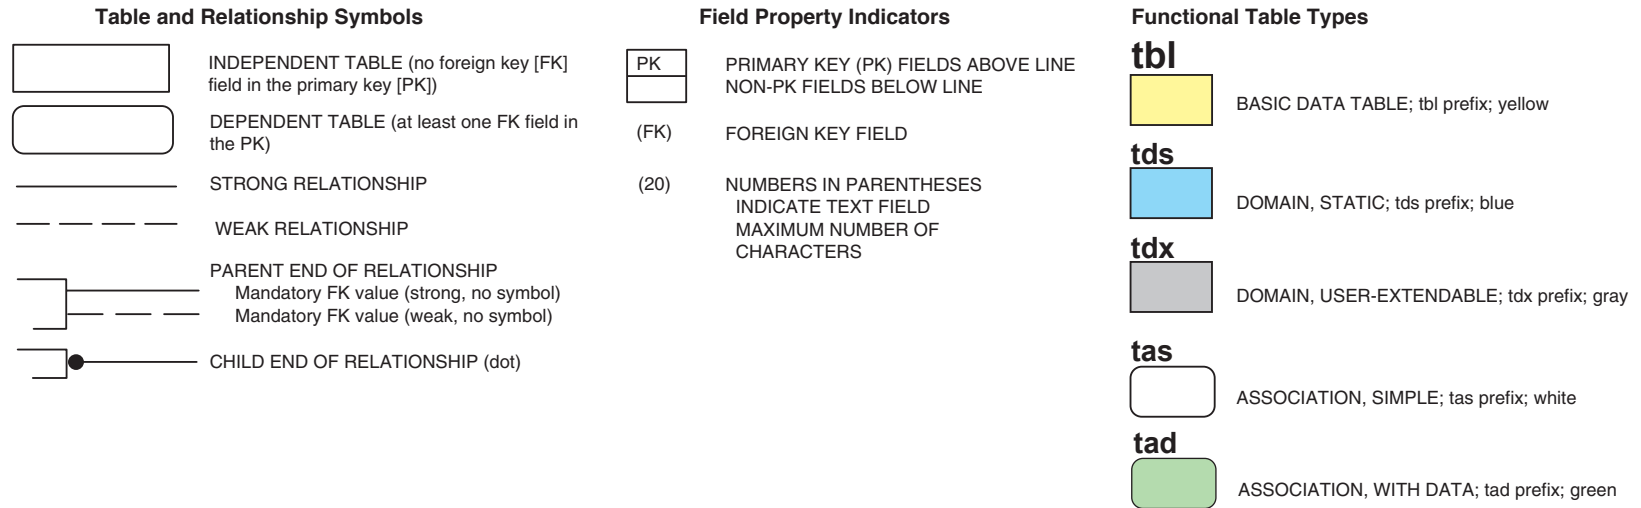 Table and Relationship Symbols
INDEPENDENT TABLE (no foreign key [FK]
field in the primary key [PK])
DEPENDENT TABLE (at least one FK field in
the PK)
STRONG RELATIONSHIP
WEAK RELATIONSHIP
PARENT END OF RELATIONSHIP
Mandatory FK value (strong, no symbol)
Mandatory FK value (weak, no symbol)
CHILD END OF RELATIONSHIP (dot)
Field Property Indicators
PK
PRIMARY KEY (PK) FIELDS ABOVE LINE
NON-PK FIELDS BELOW LINE
(FK)
FOREIGN KEY FIELD
(20)
NUMBERS IN PARENTHESES
INDICATE TEXT FIELD
MAXIMUM NUMBER OF
CHARACTERS
Functional Table Types
tbl
BASIC DATA TABLE; tbl prefix; yellow
tds
DOMAIN, STATIC; tds prefix; blue
tdx
DOMAIN, USER-EXTENDABLE; tdx prefix; gray
tas
ASSOCIATION, SIMPLE; tas prefix; white
tad
ASSOCIATION, WITH DATA; tad prefix; green